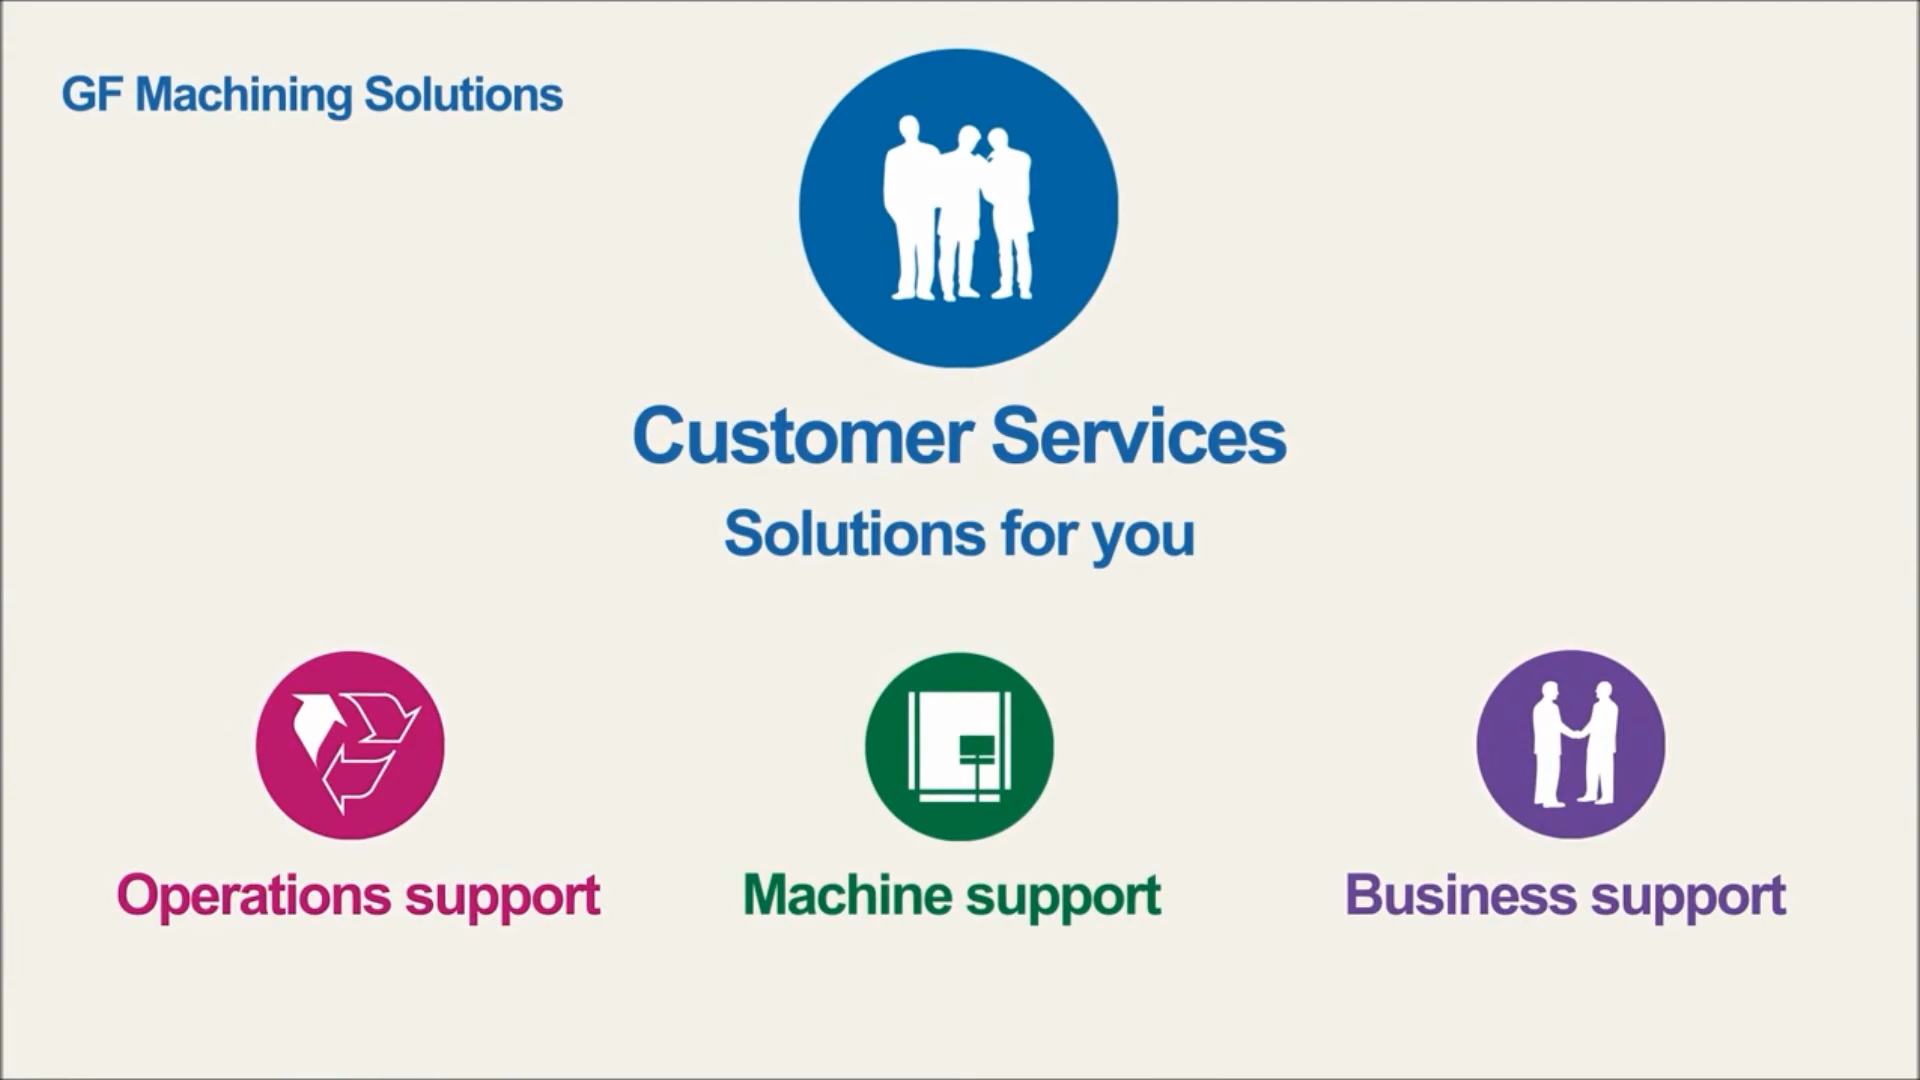 GF Machining Solutions
Customer Services
Solutions for you
Operations support
Machine support
Business support